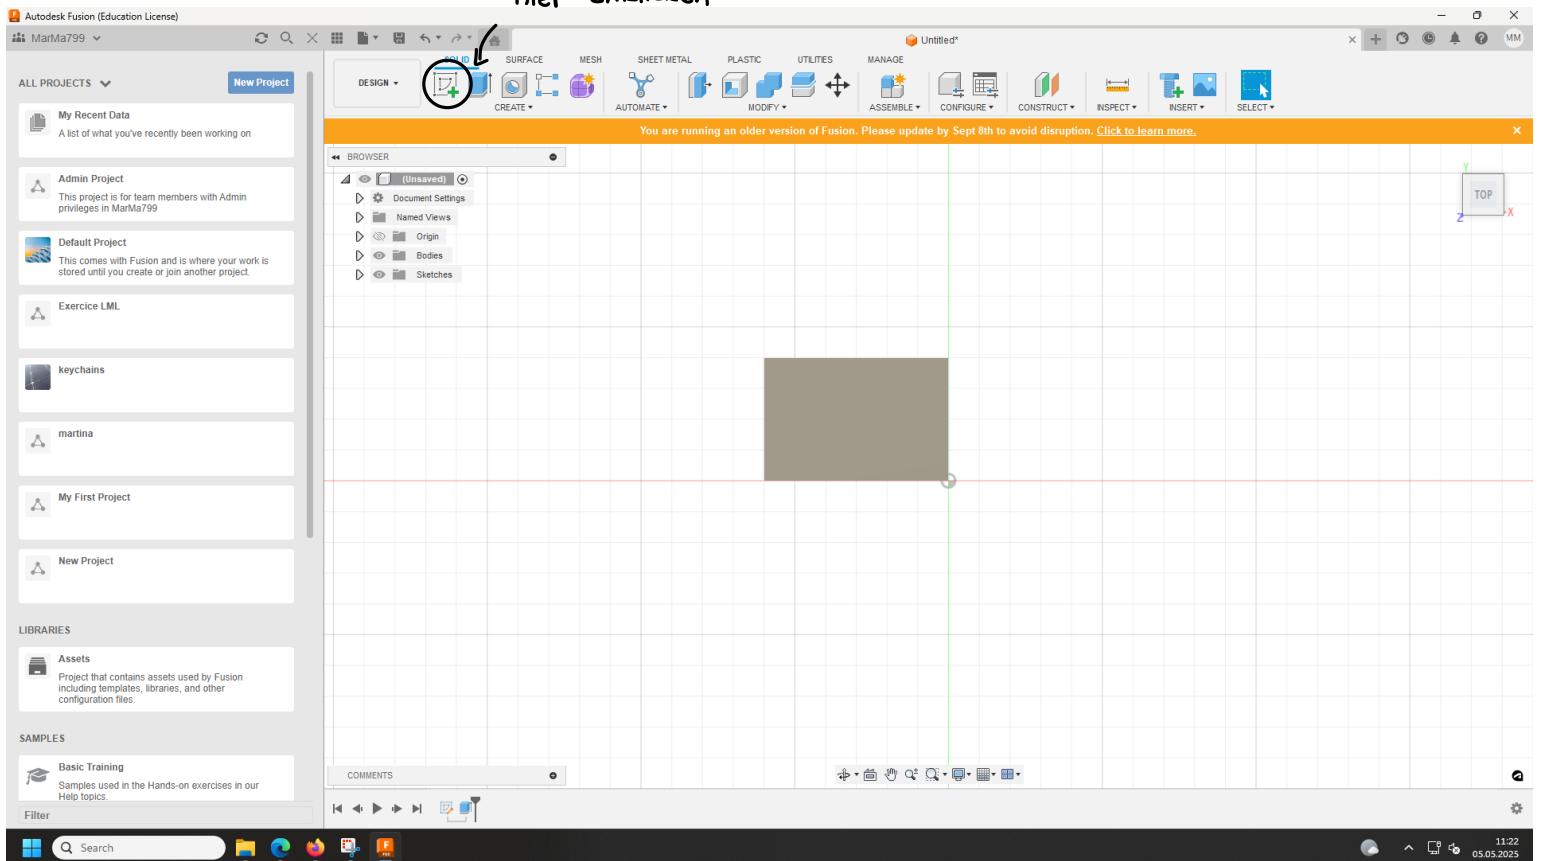 Autodesk Fusion (Education License)
hier
MarMa799
Untitled*
MM
SOLID SURFACE MESH SHEET METAL PLASTIC UTILITIES MANAGE
ALL PROJECTS
New Project
DESIGN
CREATE AUTOMATE MODIFY ASSEMBLE CONFIGURE CONSTRUCT INSPECT INSERT SELECT
You are running an older version of Fusion. Please update by Sept 8th to avoid disruption. Click to learn more.
My Recent Data
A list of what you've recently been working on
Admin Project
This project is for team members with Admin
privileges in MarMa799
Default Project
This comes with Fusion and is where your work is
stored until you create or join another project.
Exercice LML
keychains
martina
My First Project
New Project
LIBRARIES
Assets
Project that contains assets used by Fusion
including templates, libraries, and other
configuration files.
SAMPLES
Basic Training
Samples used in the Hands-on exercises in our
Help topics.
Filter
BROWSER
(Unsaved)
Document Settings
Named Views
Origin
Bodies
Sketches
Y
TOP
X
Z
COMMENTS
Search
11:22
05.05.2025